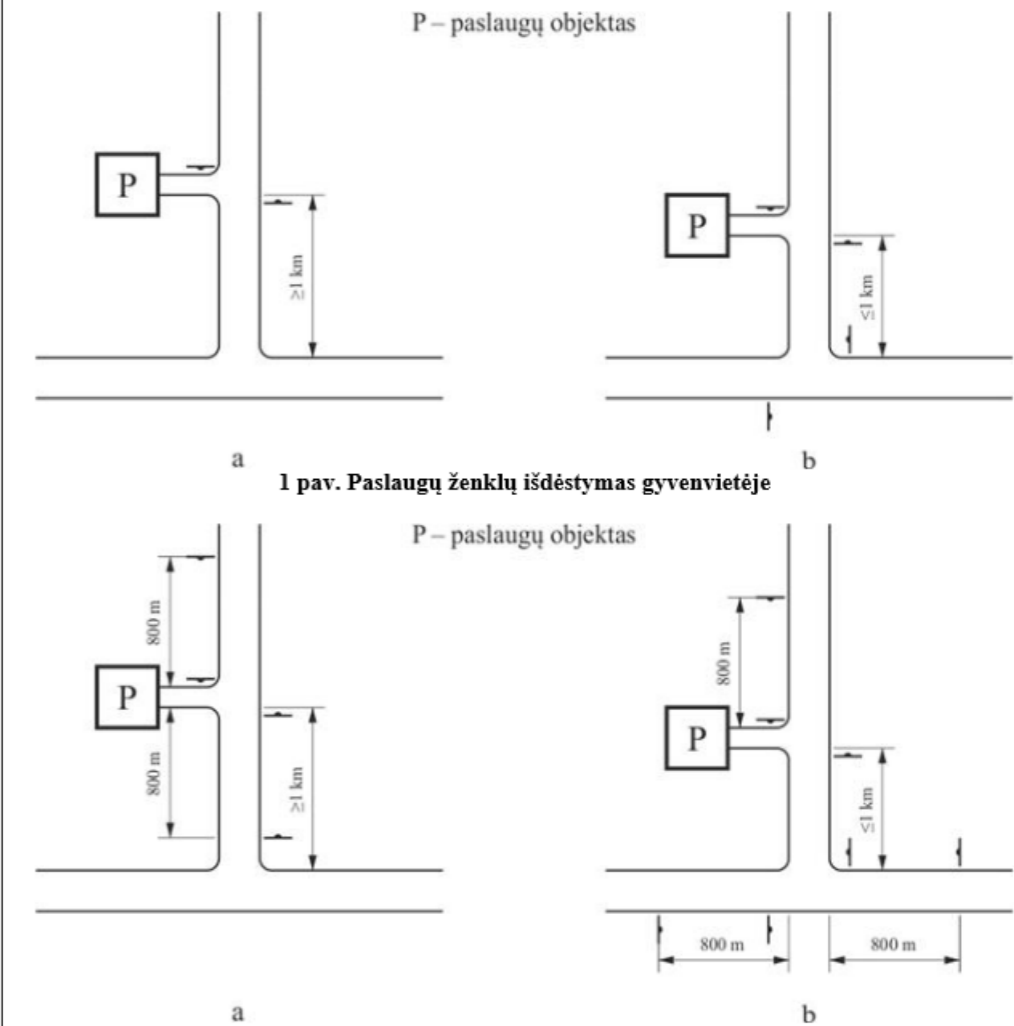 P – paslaugų objektas
P
≥1 km
P
≤1 km
a
b
1 pav. Paslaugų ženklų išdėstymas gyvenvietėje
P – paslaugų objektas
800 m
P
800 m
≥1 km
800 m
P
≤1 km
800 m
800 m
a
b